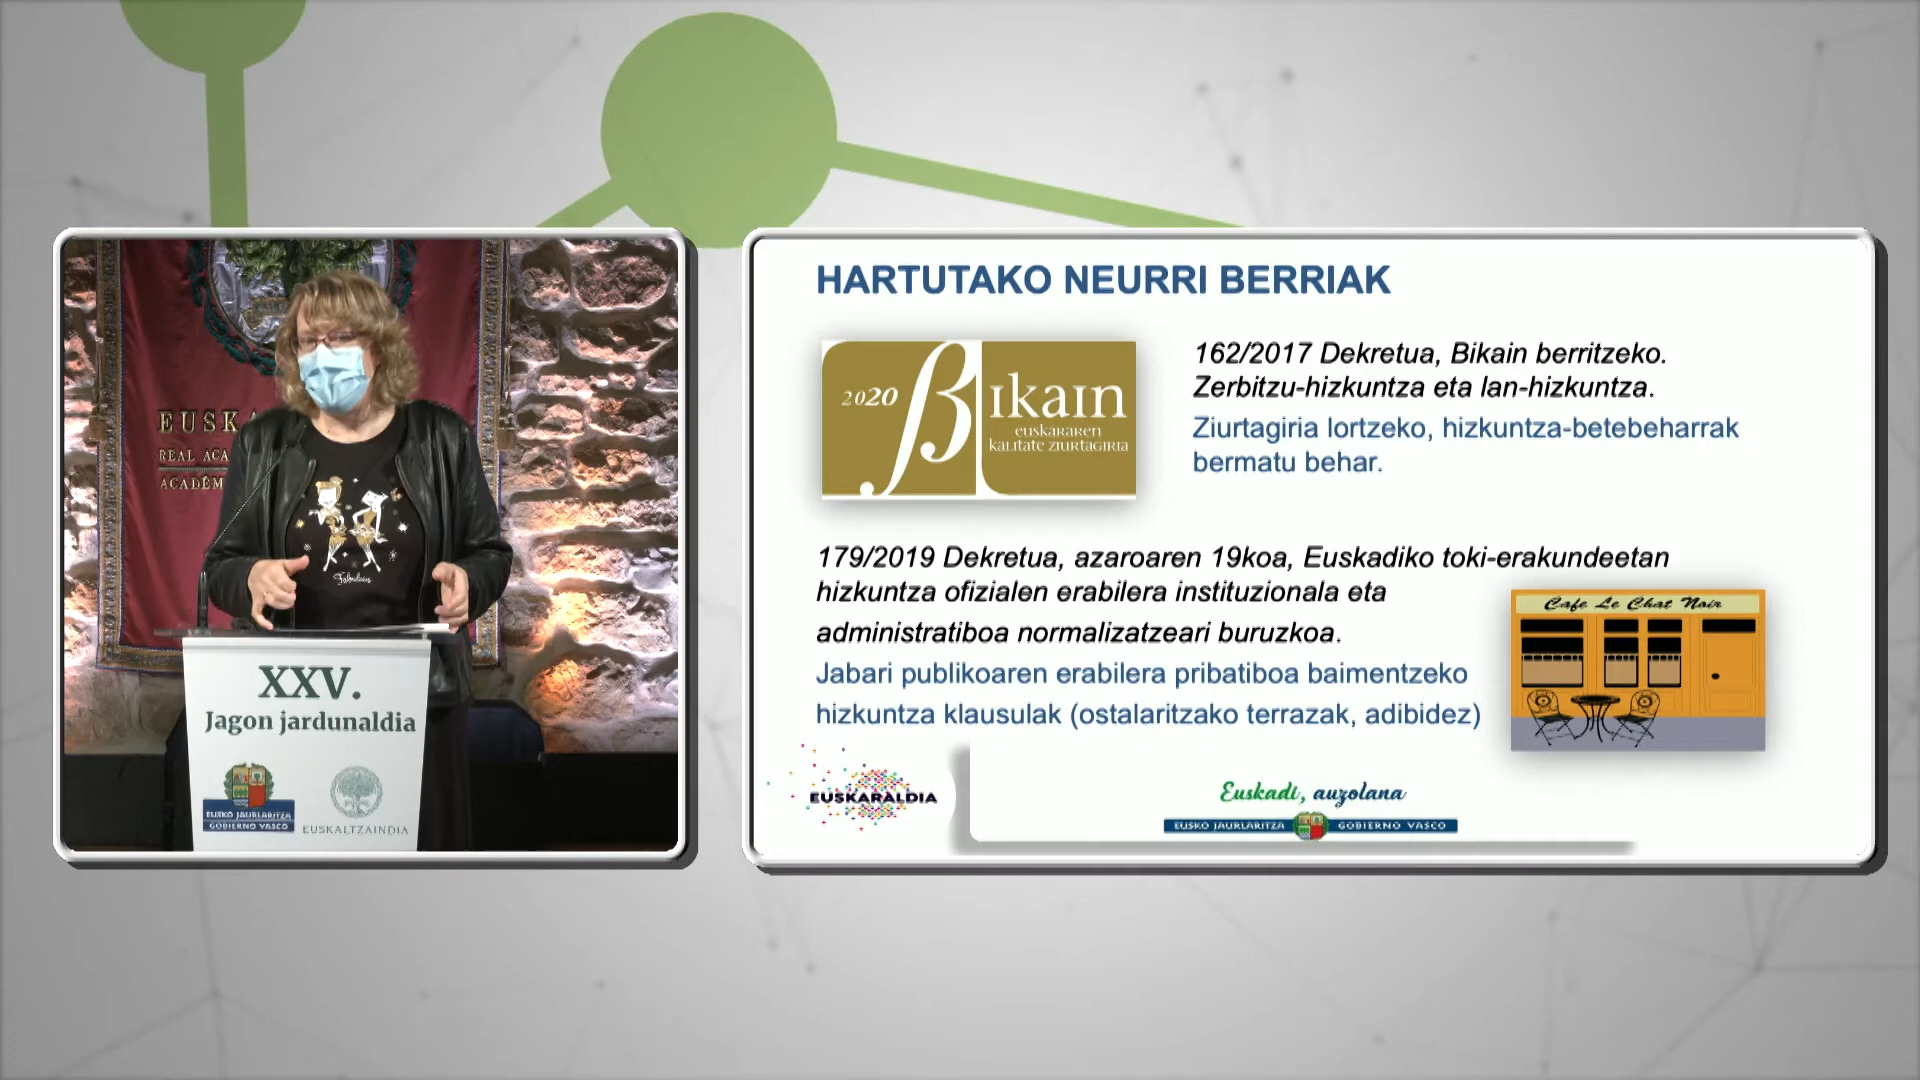 EUSKA
REAL ACA
ACADÉM
Fabulous
XXV.
Jagon jardunaldia
EUSKO JAURLARITZA
GOBIERNO VASCO
EUSKALTZAINDIA
HARTUTAKO NEURRI BERRIAK
2020 Bikain
euskararen
kalitate ziurtagiria
162/2017 Dekretua, Bikain berritzeko.
Zerbitzu-hizkuntza eta lan-hizkuntza.
Ziurtagiria lortzeko, hizkuntza-betebeharrak
bermatu behar.
179/2019 Dekretua, azaroaren 19koa, Euskadiko toki-erakundeetan
hizkuntza ofizialen erabilera instituzionala eta
administratiboa normalizatzeari buruzkoa.
Jabari publikoaren erabilera pribatiboa baimentzeko
hizkuntza klausulak (ostalaritzako terrazak, adibidez)
Cafe Le Chat Noir
EUSKARALDIA
Euskadi, auzolana
EUSKO JAURLARITZA GOBIERNO VASCO